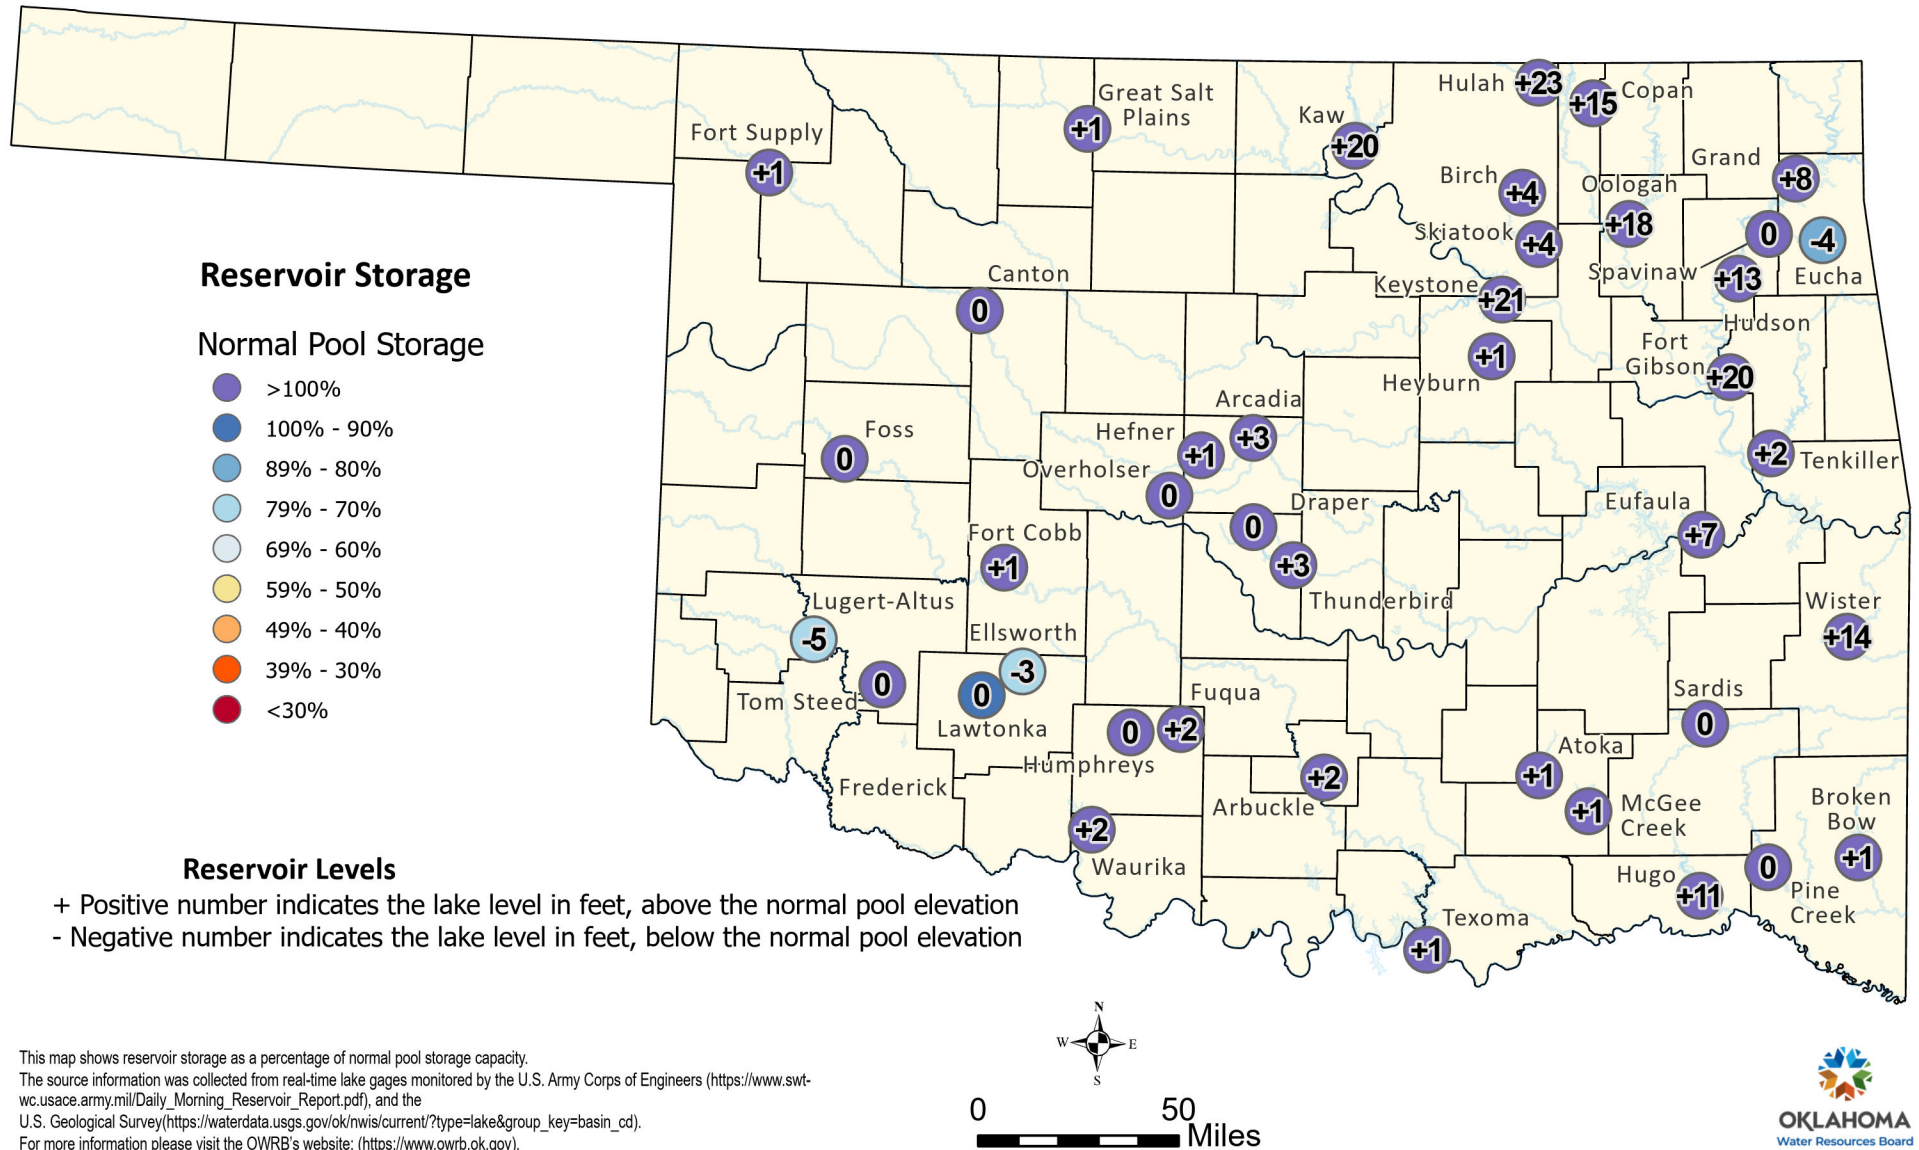 Hulah
+23
+15
Copan
Great Salt
Plains
+1
Kaw
+20
Fort Supply
+1
Grand
+8
Birch
+4
Oologah
+18
Skiatook
+4
0
-4
Spavinaw
Eucha
+13
Hudson
Reservoir Storage
Canton
0
Keystone
+21
Normal Pool Storage
>100%
100% - 90%
89% - 80%
79% - 70%
69% - 60%
59% - 50%
49% - 40%
39% - 30%
<30%
Heyburn
+1
Fort
Gibson
+20
Arcadia
+3
Hefner
+1
Overholser
0
Foss
0
+2
Tenkiller
Draper
0
Eufaula
+7
+3
Thunderbird
Fort Cobb
+1
Lugert-Altus
-5
Ellsworth
-3
Wister
+14
Tom Steed
0
0
Lawtonka
Fuqua
+2
0
Humphreys
Sardis
0
Frederick
Arbuckle
+2
Atoka
+1
+1
McGee
Creek
Broken
Bow
+1
+2
Waurika
Hugo
+11
0
Pine
Creek
Texoma
+1
Reservoir Levels
+ Positive number indicates the lake level in feet, above the normal pool elevation
- Negative number indicates the lake level in feet, below the normal pool elevation
N
W
E
S
0
50
Miles
This map shows reservoir storage as a percentage of normal pool storage capacity.
The source information was collected from real-time lake gages monitored by the U.S. Army Corps of Engineers (https://www.swt-
wc.usace.army.mil/Daily_Morning_Reservoir_Report.pdf), and the
U.S. Geological Survey(https://waterdata.usgs.gov/ok/nwis/current/?type=lake&group_key=basin_cd).
For more information please visit the OWRB's website: (https://www.owrb.ok.gov).
OKLAHOMA
Water Resources Board